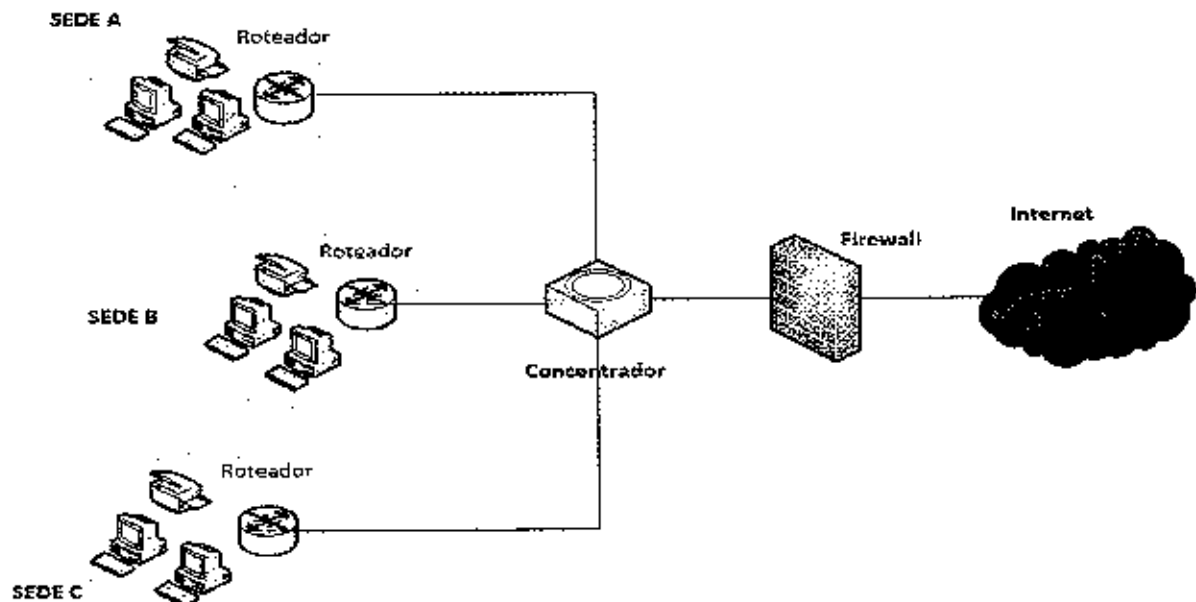 SEDE A
Roteador
Internet
Firewall
Roteador
SEDE B
Concentrador
Roteador
SEDE C